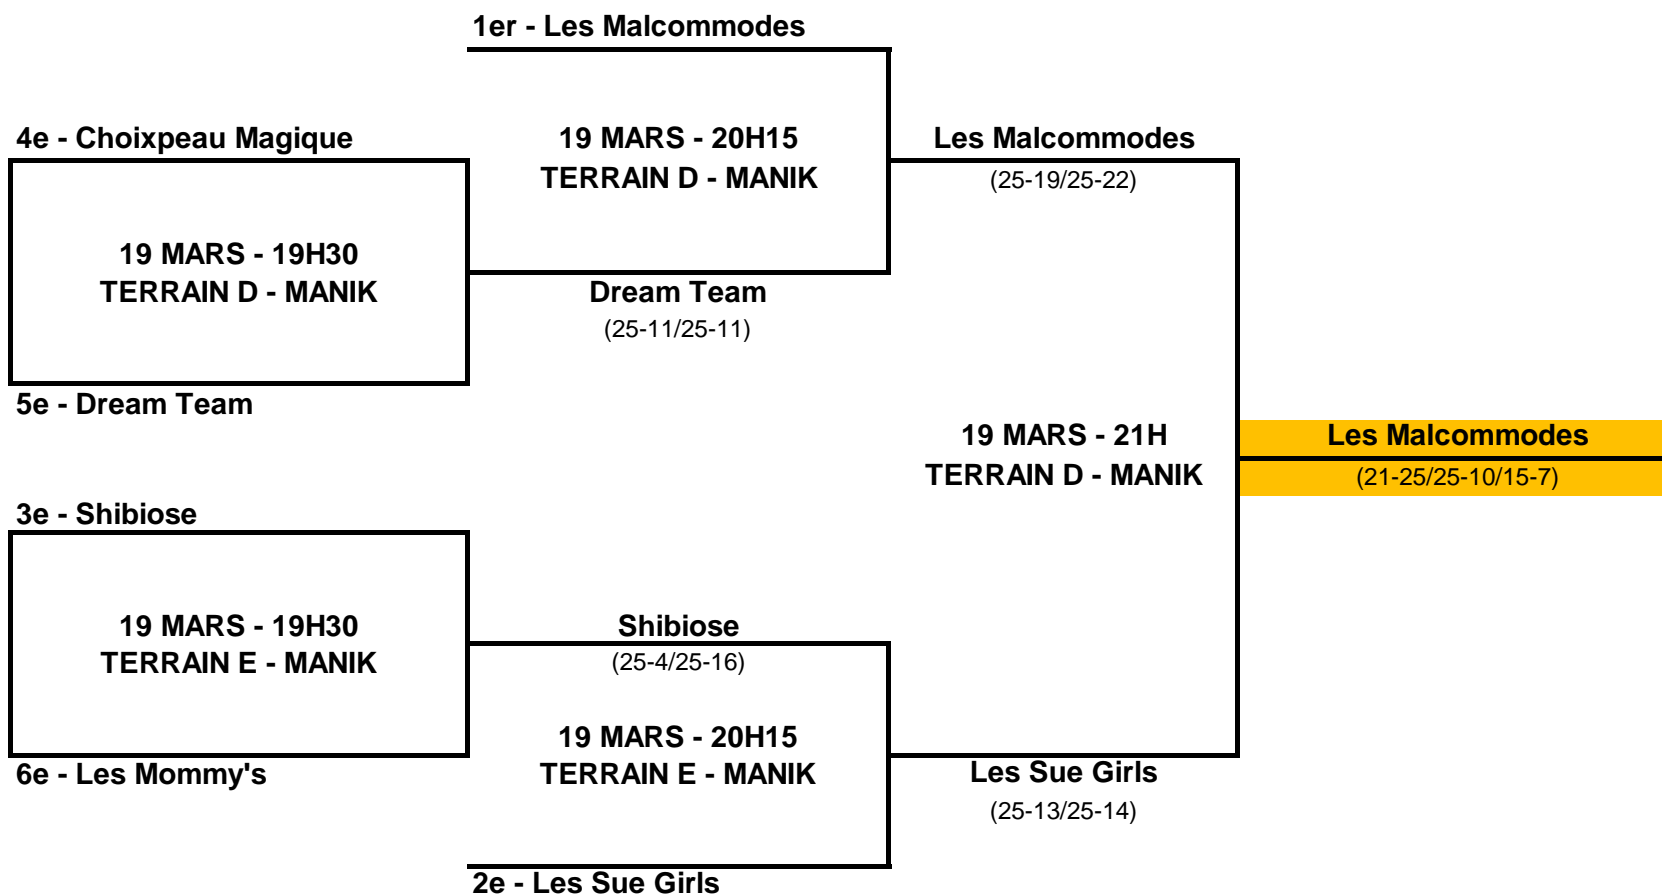 1er - Les Malcommodes
4e - Choixpeau Magique
19 MARS - 20H15
TERRAIN D - MANIK
Les Malcommodes
(25-19/25-22)
19 MARS - 19H30
TERRAIN D - MANIK
Dream Team
(25-11/25-11)
5e - Dream Team
19 MARS - 21H
TERRAIN D - MANIK
Les Malcommodes
(21-25/25-10/15-7)
3e - Shibiose
19 MARS - 19H30
TERRAIN E - MANIK
Shibiose
(25-4/25-16)
19 MARS - 20H15
TERRAIN E - MANIK
6e - Les Mommy's
Les Sue Girls
(25-13/25-14)
2e - Les Sue Girls